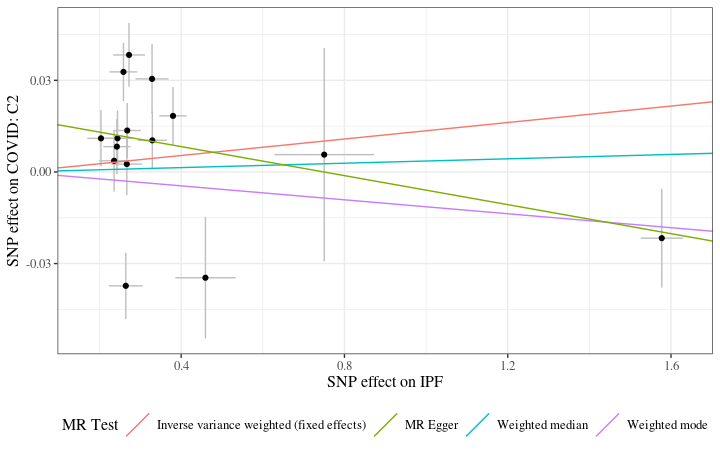 SNP effect on COVID: C2
0.03
0.00
-0.03
0.4
0.8
1.2
1.6
SNP effect on IPF
MR Test
Inverse variance weighted (fixed effects)
MR Egger
Weighted median
Weighted mode